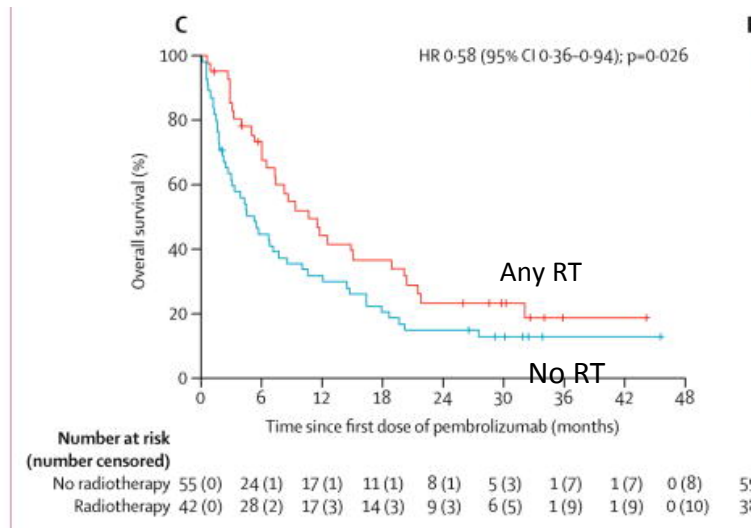 C
HR 0·58 (95% CI 0·36–0·94); p=0·026
100
80
60
40
20
0
Overall survival (%)
Any RT
No RT
0 6 12 18 24 30 36 42 48
Time since first dose of pembrolizumab (months)
Number at risk
(number censored)
No radiotherapy 55 (0) 24 (1) 17 (1) 11 (1) 8 (1) 5 (3) 1 (7) 1 (7) 0 (8)
Radiotherapy 42 (0) 28 (2) 17 (3) 14 (3) 9 (3) 6 (5) 1 (9) 1 (9) 0 (10)